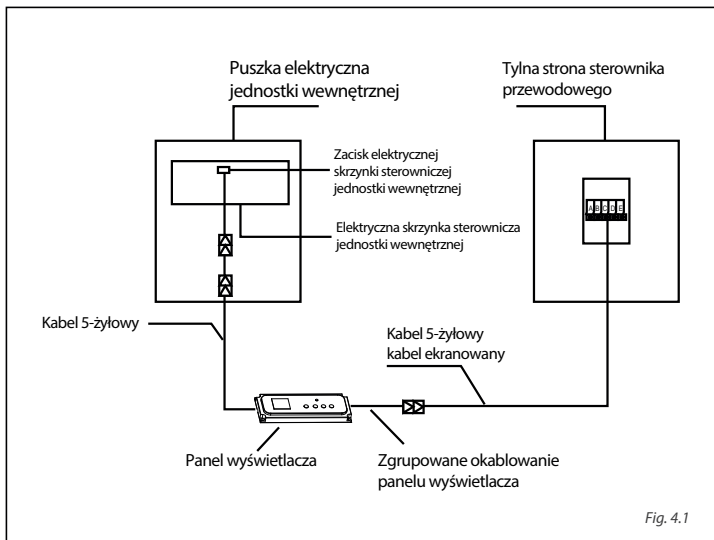 Puszka elektryczna
jednostki wewnętrznej
Tylna strona sterownika
przewodowego
Zacisk elektrycznej
skrzynki sterowniczej
jednostki wewnętrznej
A B C D E
Elektryczna skrzynka sterownicza
jednostki wewnętrznej
Kabel 5-żyłowy
Kabel 5-żyłowy
kabel ekranowany
Panel wyświetlacza
Zgrupowane okablowanie
panelu wyświetlacza
Fig. 4.1